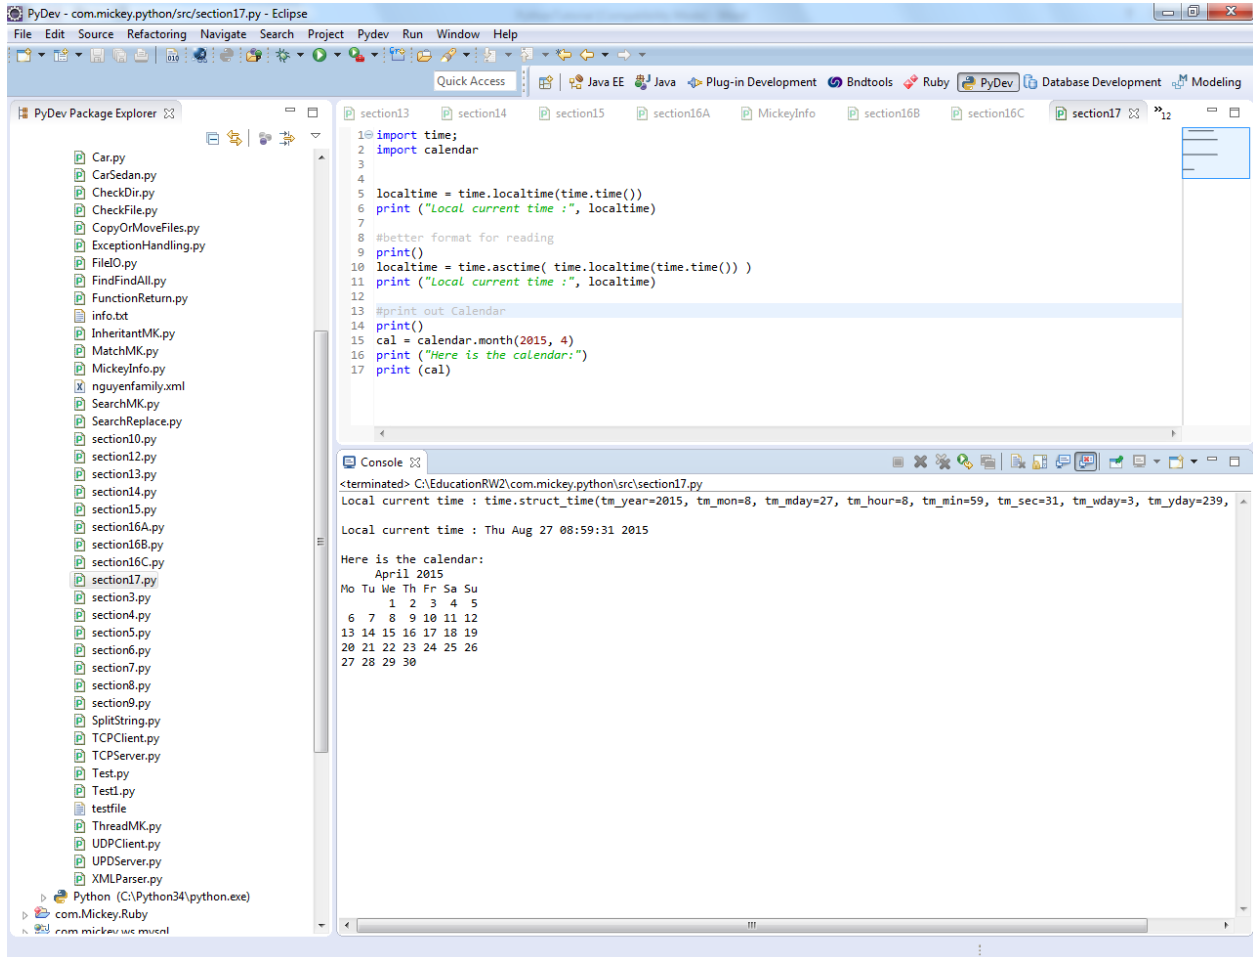 PyDev - com.mickey.python/src/section17.py - Eclipse
File Edit Source Refactoring Navigate Search Project Pydev Run Window Help
Quick Access Java EE Java Plug-in Development Bndtools Ruby PyDev Database Development Modeling
PyDev Package Explorer
Car.py
CarSedan.py
CheckDir.py
CheckFile.py
CopyOrMoveFiles.py
ExceptionHandling.py
FileIO.py
FindFindAll.py
FunctionReturn.py
info.txt
InheritantMK.py
MatchMK.py
MickeyInfo.py
nguyenfamily.xml
SearchMK.py
SearchReplace.py
section10.py
section12.py
section13.py
section14.py
section15.py
section16A.py
section16B.py
section16C.py
section17.py
section3.py
section4.py
section5.py
section6.py
section7.py
section8.py
section9.py
SplitString.py
TCPClient.py
TCPServer.py
Test.py
Test1.py
testfile
ThreadMK.py
UDPClient.py
UPDServer.py
XMLParser.py
Python (C:\Python34\python.exe)
com.Mickey.Ruby
com.mickey.ws.mysql
section13 section14 section15 section16A MickeyInfo section16B section16C section17 »12
1 import time;
2 import calendar
3
4
5 localtime = time.localtime(time.time())
6 print ("Local current time :", localtime)
7
8 #better format for reading
9 print()
10 localtime = time.asctime( time.localtime(time.time()) )
11 print ("Local current time :", localtime)
12
13 #print out Calendar
14 print()
15 cal = calendar.month(2015, 4)
16 print ("Here is the calendar:")
17 print (cal)
Console
<terminated> C:\EducationRW2\com.mickey.python\src\section17.py
Local current time : time.struct_time(tm_year=2015, tm_mon=8, tm_mday=27, tm_hour=8, tm_min=59, tm_sec=31, tm_wday=3, tm_yday=239,
Local current time : Thu Aug 27 08:59:31 2015
Here is the calendar:
April 2015
Mo Tu We Th Fr Sa Su
1 2 3 4 5
6 7 8 9 10 11 12
13 14 15 16 17 18 19
20 21 22 23 24 25 26
27 28 29 30